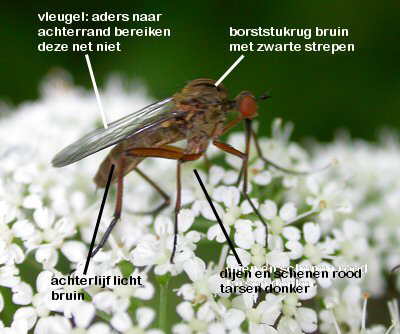 vleugel: aders naar
achterrand bereiken
deze net niet
borststukrug bruin
met zwarte strepen
achterlijf licht
bruin
dijen en schenen rood
tarsen donker